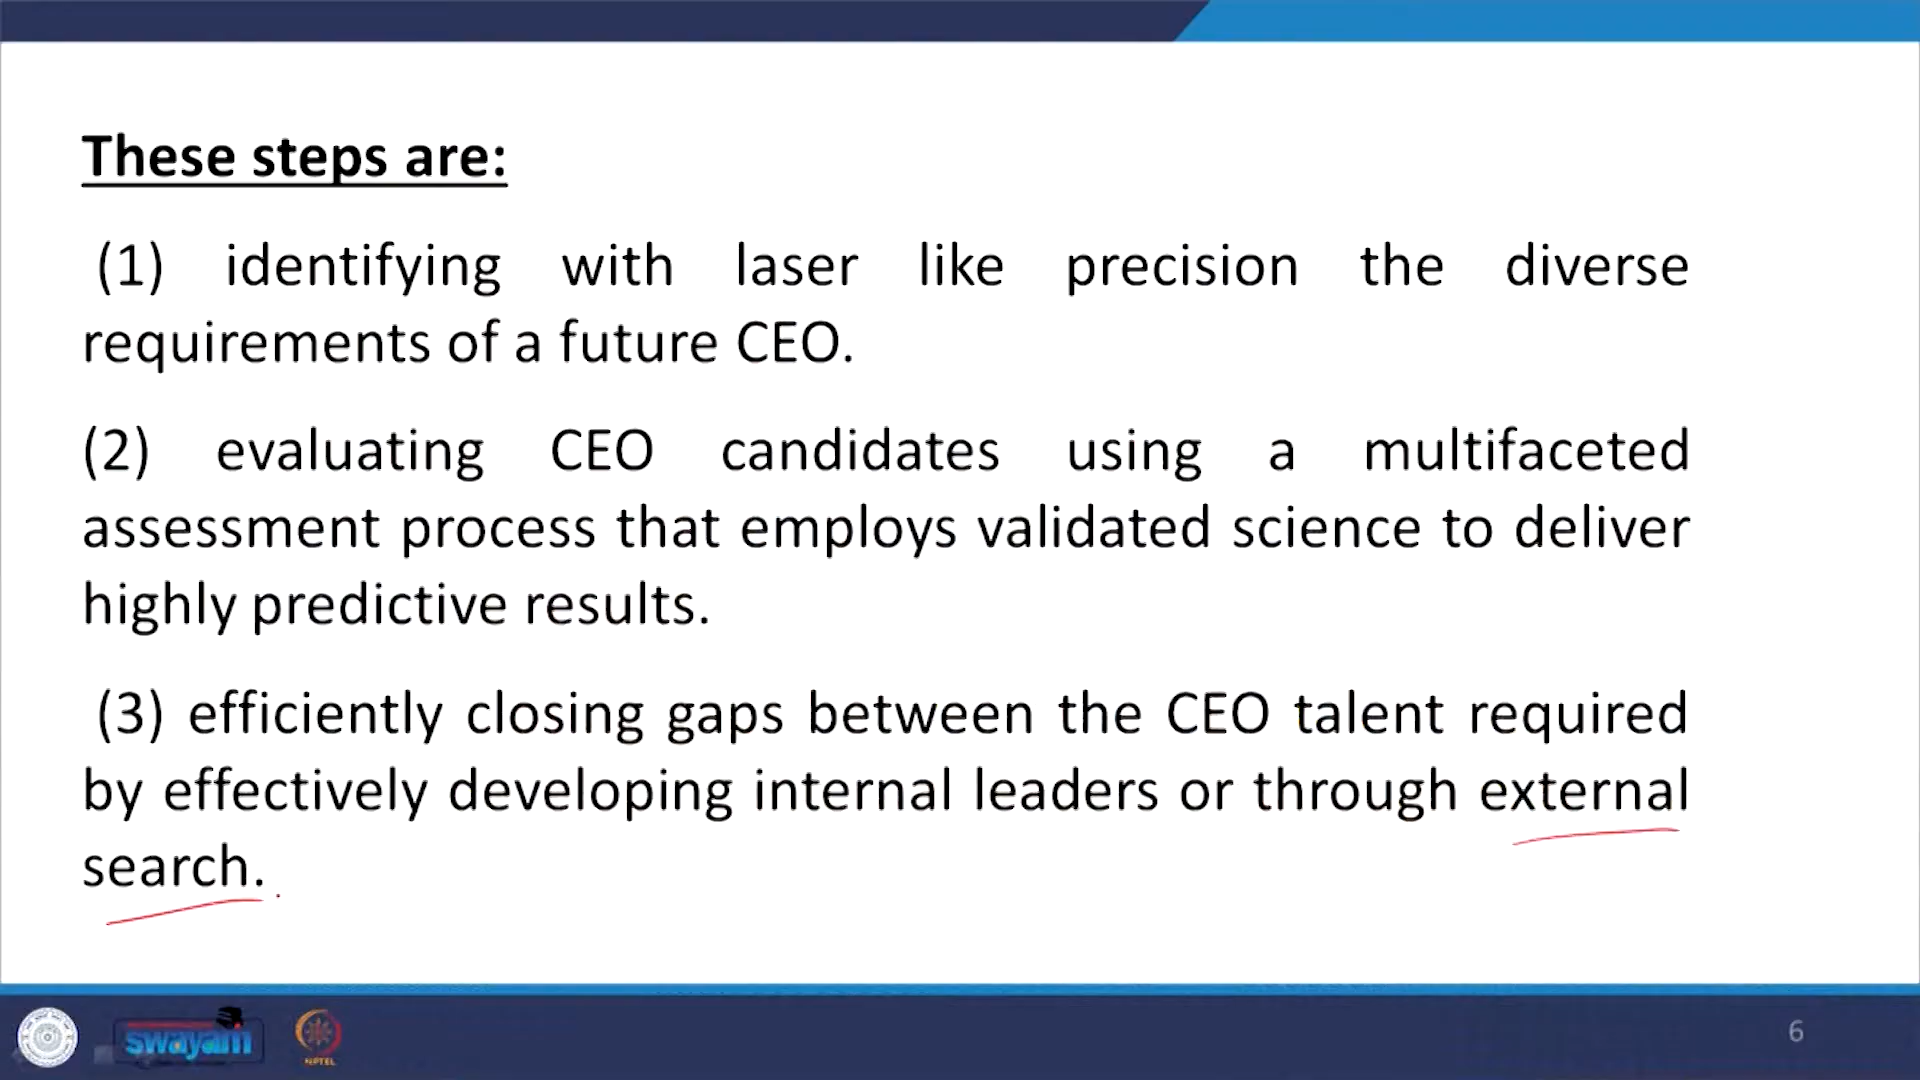 These steps are:
(1) identifying with laser like precision the diverse
requirements of a future CEO.
(2) evaluating CEO candidates using a multifaceted
assessment process that employs validated science to deliver
highly predictive results.
(3) efficiently closing gaps between the CEO talent required
by effectively developing internal leaders or through external
search.
swayam
NPTEL
6